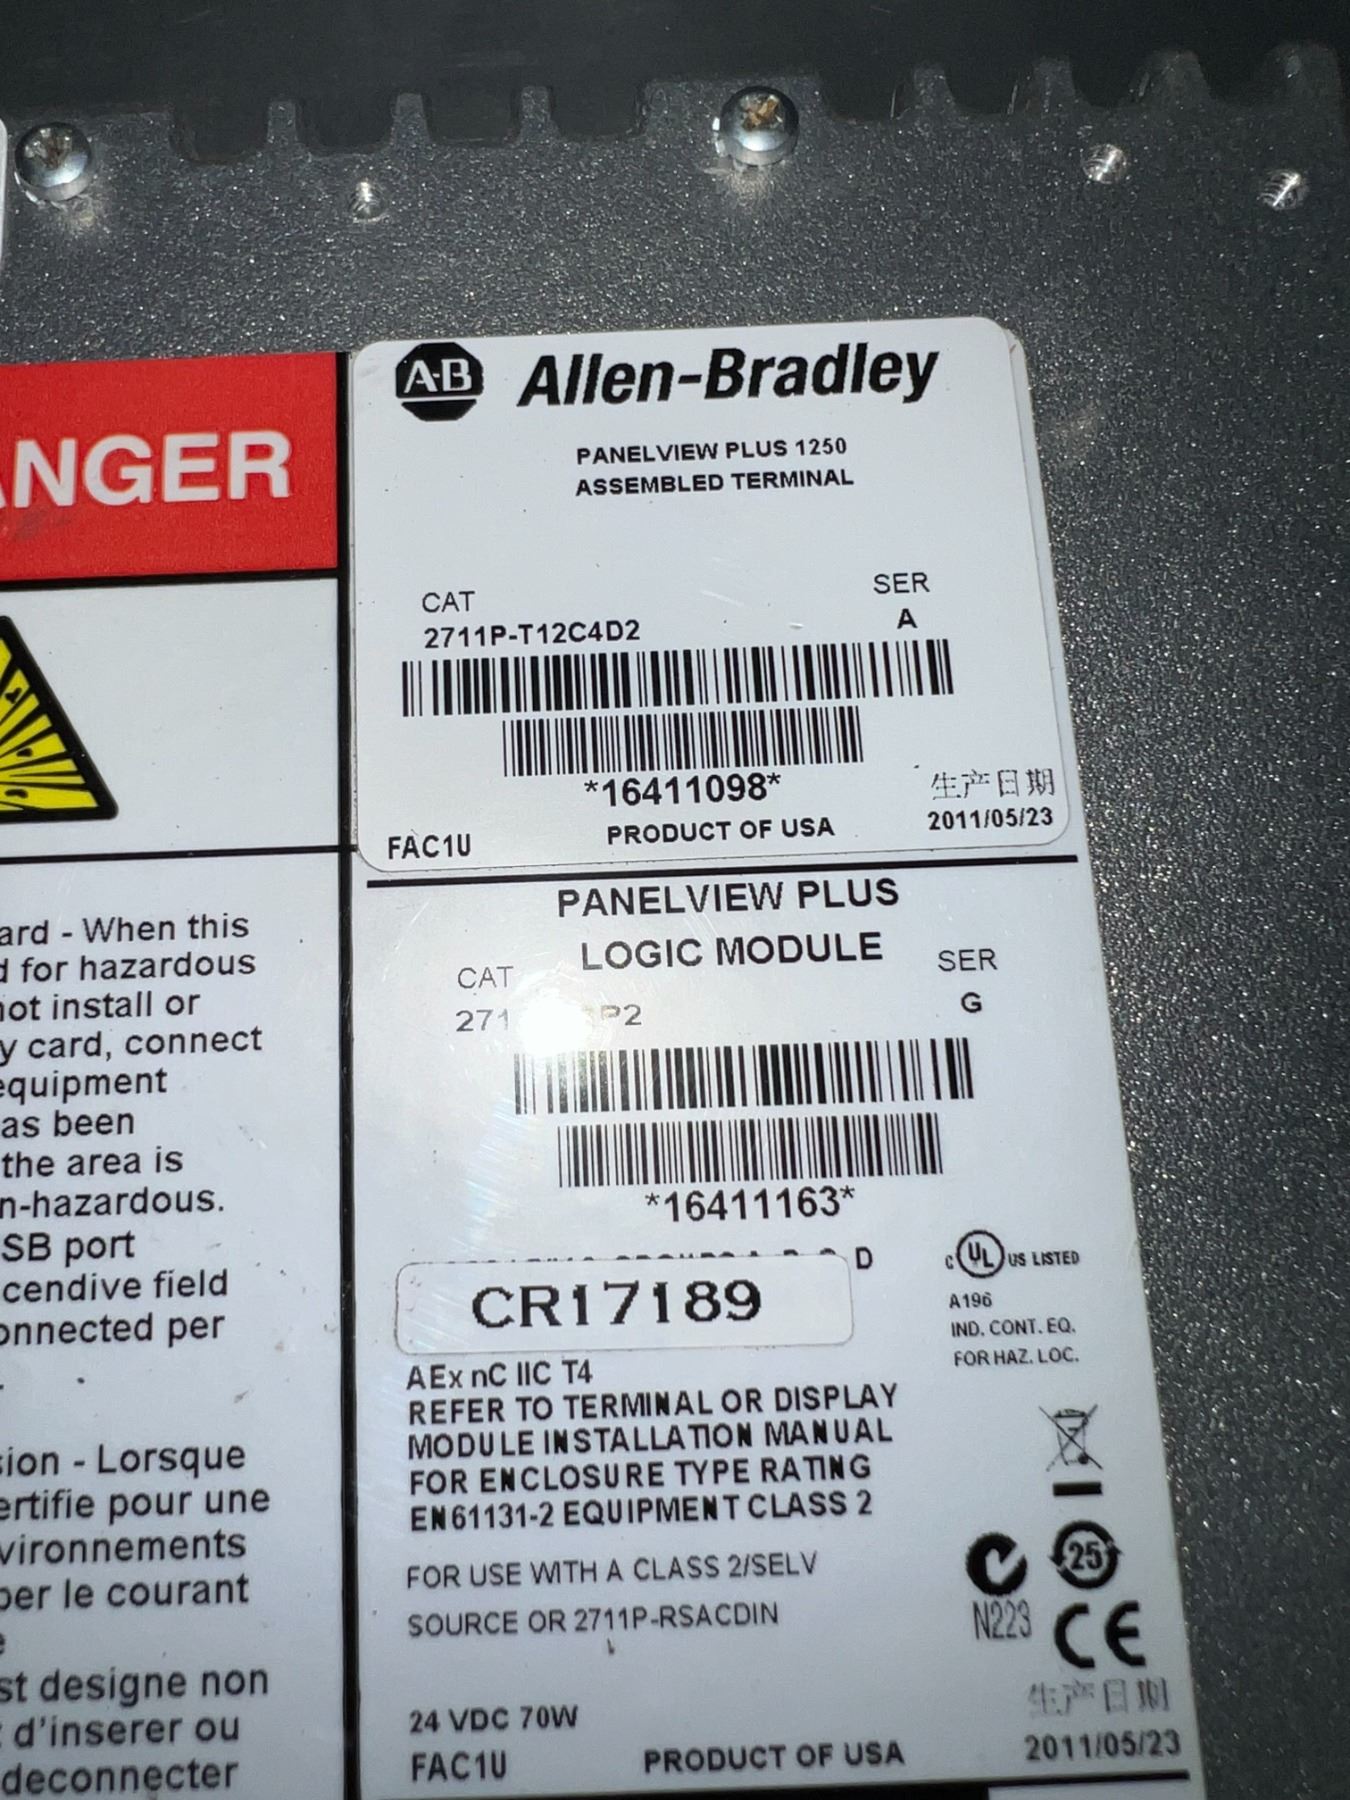 ANGER
A-B Allen-Bradley
PANELVIEW PLUS 1250
ASSEMBLED TERMINAL
CAT
SER
2711P-T12C4D2
A
*16411098*
生产日期
FAC1U
PRODUCT OF USA
2011/05/23
PANELVIEW PLUS
LOGIC MODULE
CAT
SER
G
*16411163*
D
CR17189
C UL US LISTED
A196
IND. CONT. EQ.
FOR HAZ. LOC.
AEx nC IIC T4
REFER TO TERMINAL OR DISPLAY
MODULE INSTALLATION MANUAL
FOR ENCLOSURE TYPE RATING
EN61131-2 EQUIPMENT CLASS 2
FOR USE WITH A CLASS 2/SELV
SOURCE OR 2711P-RSACDIN
25
N223
CE
24 VDC 70W
生产日期
FAC1U
PRODUCT OF USA
2011/05/23
ard - When this
d for hazardous
not install or
y card, connect
equipment
as been
the area is
n-hazardous.
SB port
cendive field
onnected per
sion - Lorsque
ertifie pour une
vironnements
per le courant
e
st designe non
t d'inserer ou
deconnecter